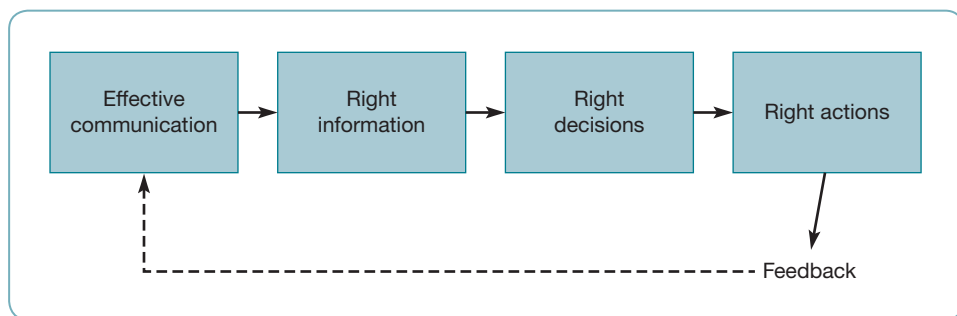 Effective
communication
Right
information
Right
decisions
Right actions
Feedback